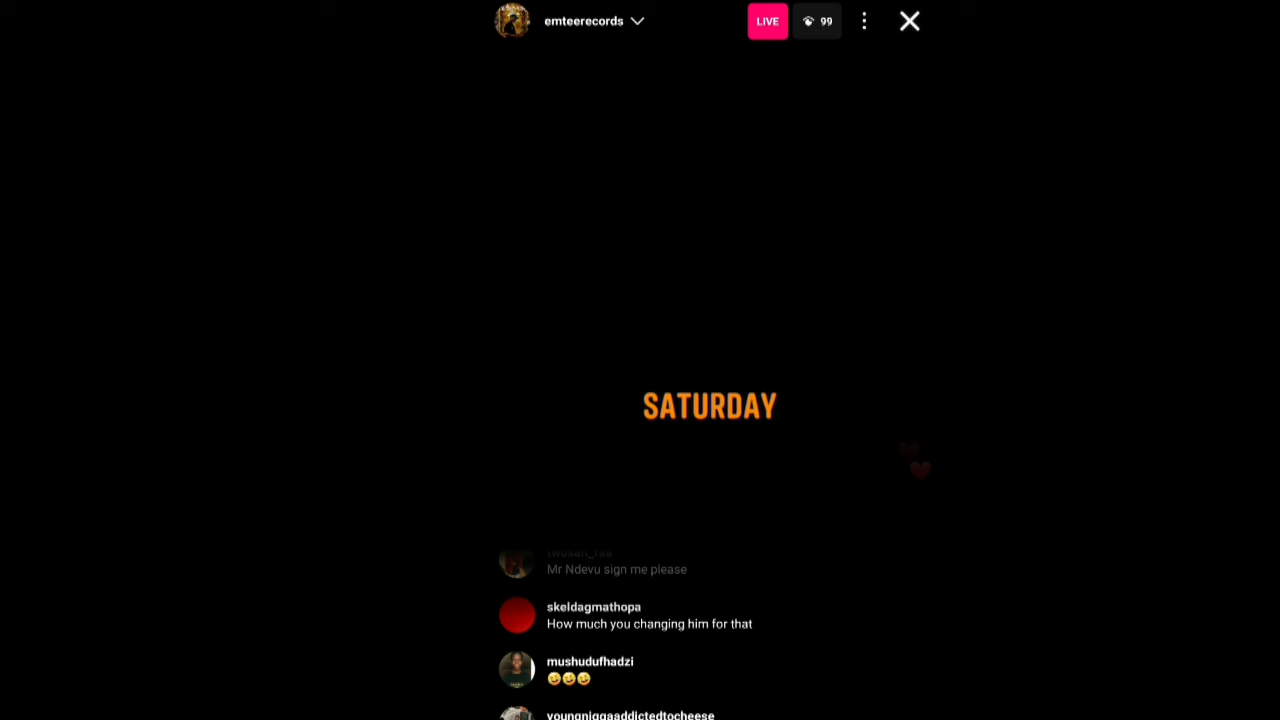 emteerecords
LIVE
99
SATURDAY
twosait_rsa
Mr Ndevu sign me please
skeldagmathopa
How much you changing him for that
mushudufhadzi
🤣🤣🤣
youngniggaaddictedtocheese